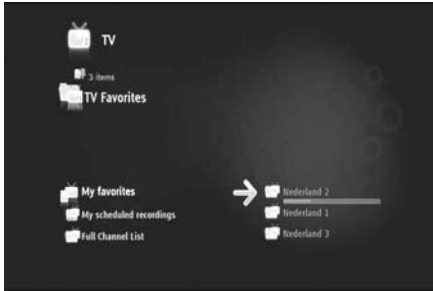 TV
3 items
TV Favorites
My favorites
My scheduled recordings
Full Channel List
Nederland 2
Nederland 1
Nederland 3